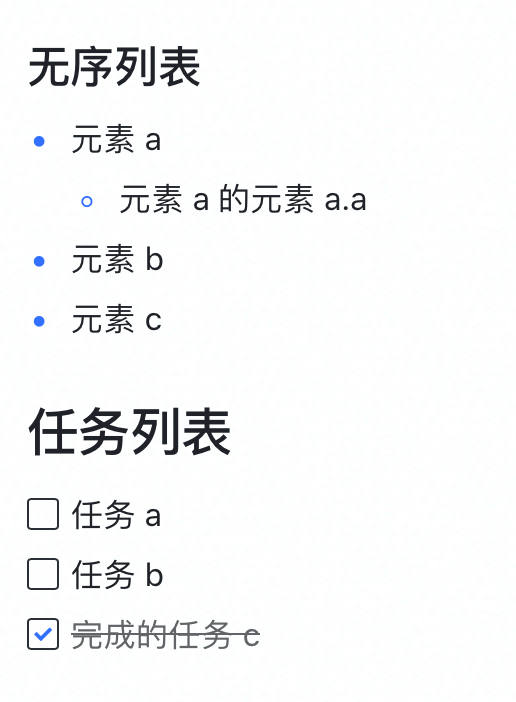 无序列表
元素 a
元素 a 的元素 a.a
元素 b
元素 c
任务列表
任务 a
任务 b
完成的任务 c